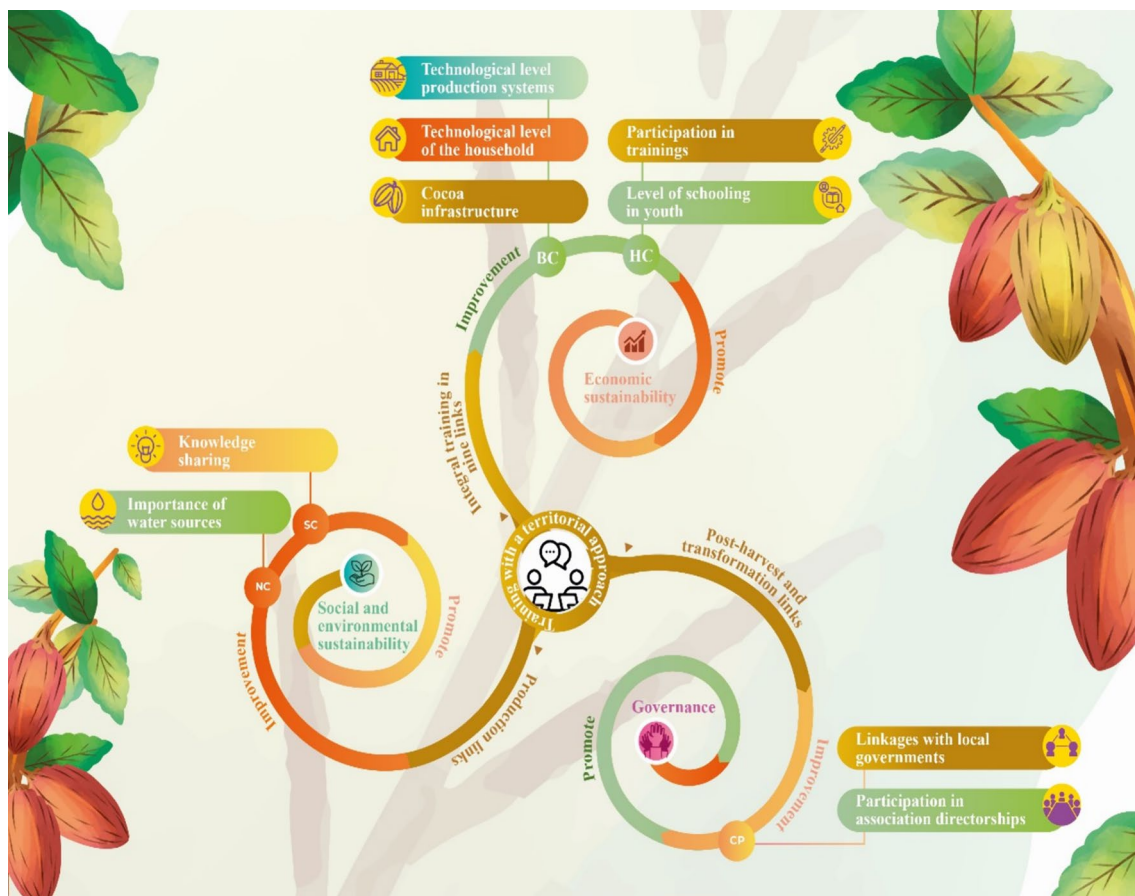 Technological level
production systems
Technological level
of the household
Cocoa
infrastructure
Participation in
trainings
Level of schooling
in youth
BC
HC
Improvement
Promote
Economic
sustainability
Integral training in
nine links
Knowledge
sharing
Importance of
water sources
SC
NC
Social and
environmental
sustainability
Promote
Improvement
Production links
Training with a territorial approach
Post-harvest and
transformation links
Governance
Promote
Improvement
CP
Linkages with local
governments
Participation in
association directorships